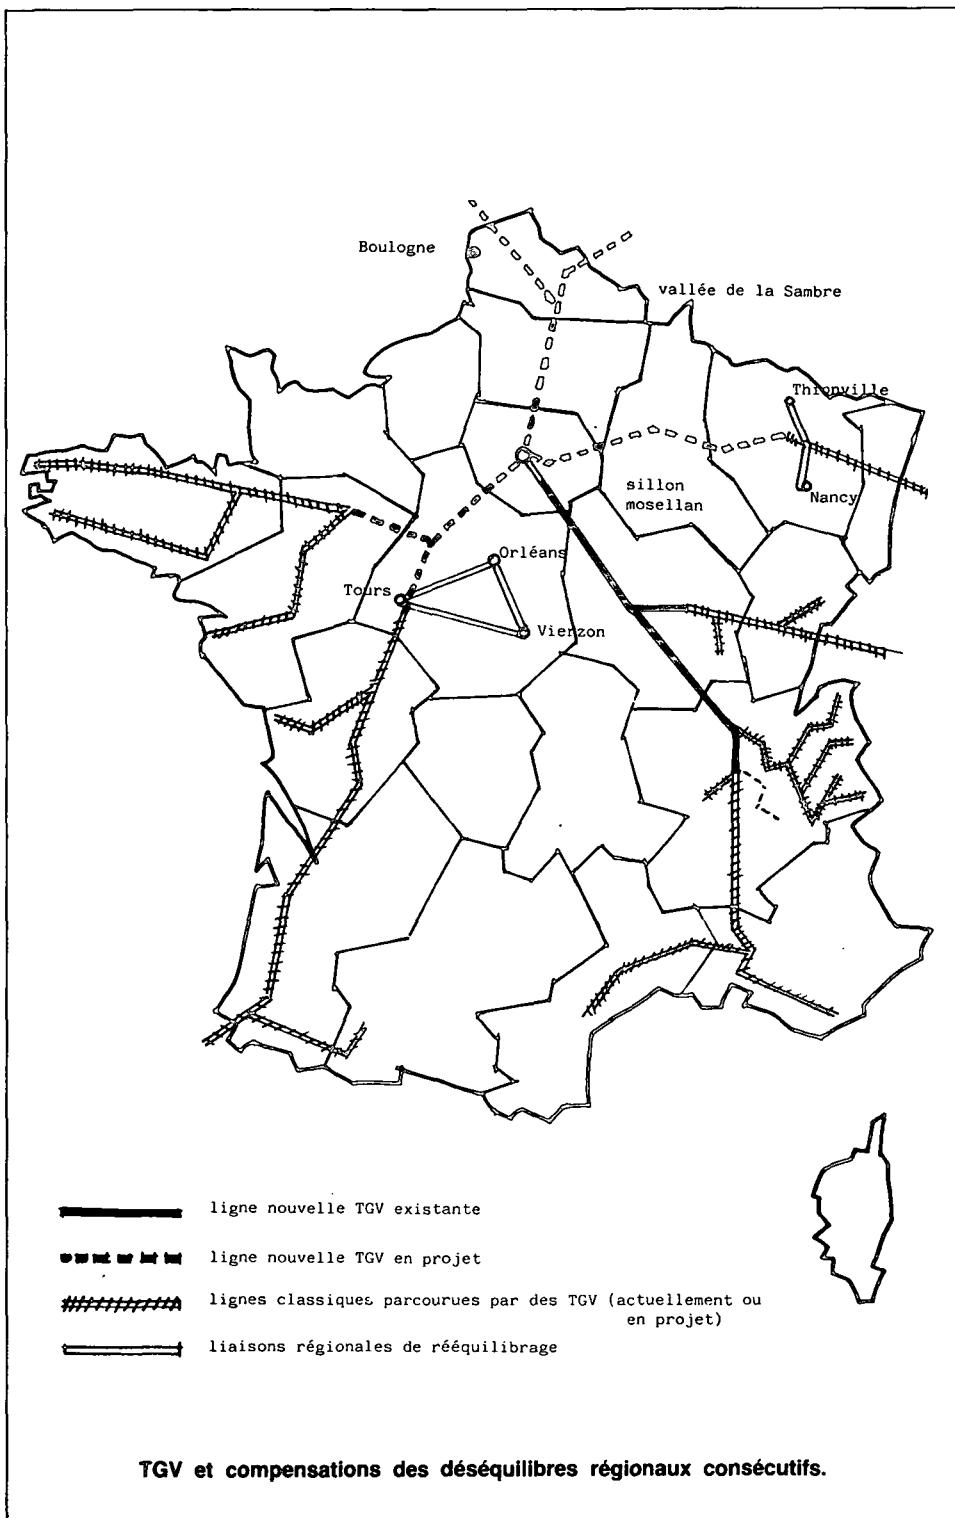 Boulogne
vallée de la Sambre
Thionville
sillon
mosellan
Nancy
Orléans
Tours
Vierzon
ligne nouvelle TGV existante
ligne nouvelle TGV en projet
lignes classiques parcourues par des TGV (actuellement ou
en projet)
liaisons régionales de rééquilibrage
TGV et compensations des déséquilibres régionaux consécutifs.